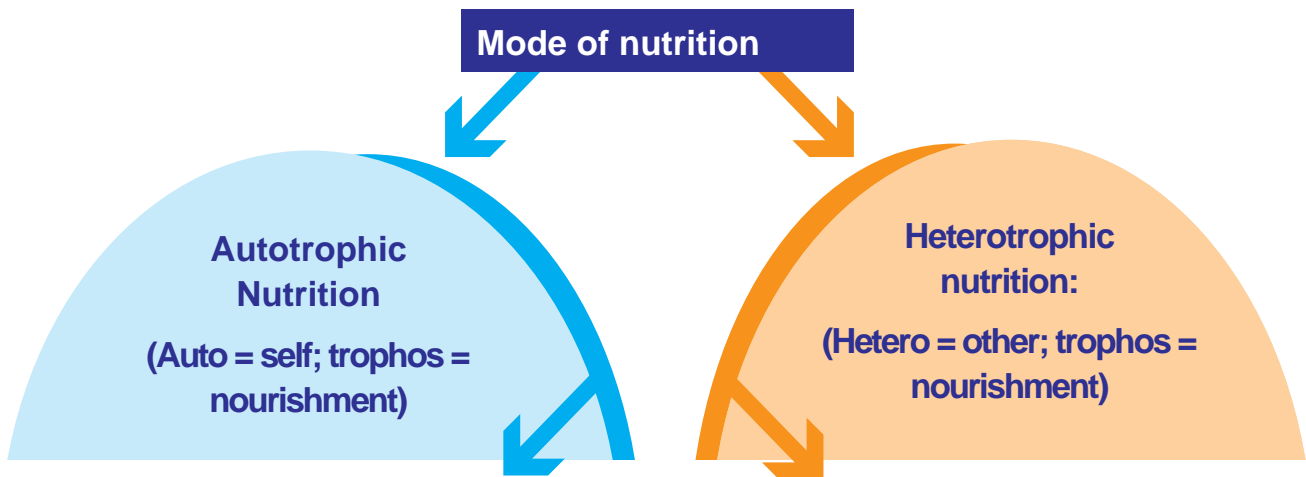 Mode of nutrition
Autotrophic
Nutrition
(Auto = self; trophos =
nourishment)
Heterotrophic
nutrition:
(Hetero = other; trophos =
nourishment)